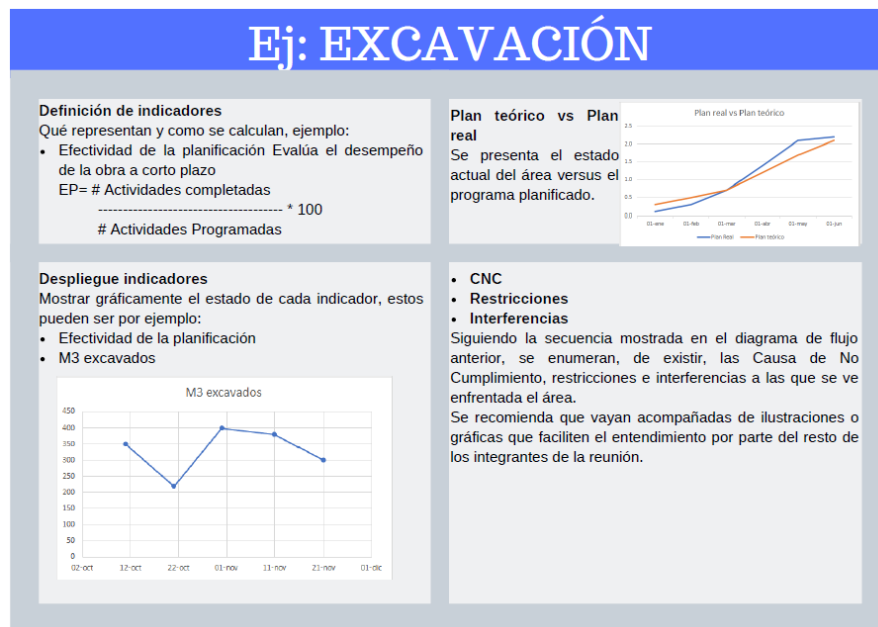 Ej: EXCAVACIÓN
Definición de indicadores
Qué representan y como se calculan, ejemplo:
• Efectividad de la planificación Evalúa el desempeño
de la obra a corto plazo
EP= # Actividades completadas
------------------------------------- * 100
# Actividades Programadas
Plan teórico vs Plan
real
Se presenta el estado
actual del área versus el
programa planificado.
Plan real vs Plan teórico
2.5
2.0
1.5
1.0
0.5
0.0
01-ene 01-feb 01-mar 01-abr 01-may 01-jun
Plan Real Plan teórico
Despliegue indicadores
Mostrar gráficamente el estado de cada indicador, estos
pueden ser por ejemplo:
• Efectividad de la planificación
• M3 excavados
M3 excavados
450
400
350
300
250
200
150
100
50
0
02-oct 12-oct 22-oct 01-nov 11-nov 21-nov 01-dic
• CNC
• Restricciones
• Interferencias
Siguiendo la secuencia mostrada en el diagrama de flujo
anterior, se enumeran, de existir, las Causa de No
Cumplimiento, restricciones e interferencias a las que se ve
enfrentada el área.
Se recomienda que vayan acompañadas de ilustraciones o
gráficas que faciliten el entendimiento por parte del resto de
los integrantes de la reunión.